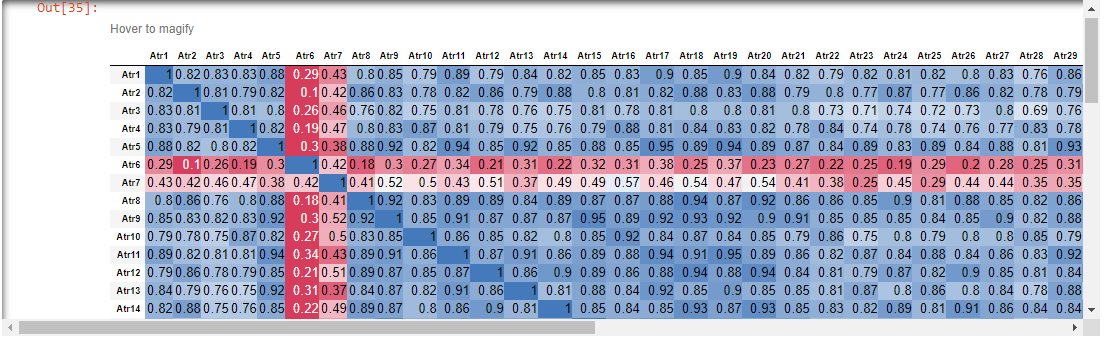 Out[35]:
Hover to magify
Atr1 Atr2 Atr3 Atr4 Atr5 Atr6 Atr7 Atr8 Atr9 Atr10 Atr11 Atr12 Atr13 Atr14 Atr15 Atr16 Atr17 Atr18 Atr19 Atr20 Atr21 Atr22 Atr23 Atr24 Atr25 Atr26 Atr27 Atr28 Atr29
Atr1 1 0.82 0.83 0.83 0.88 0.29 0.43 0.8 0.85 0.79 0.89 0.79 0.84 0.82 0.85 0.83 0.9 0.85 0.9 0.84 0.82 0.79 0.82 0.81 0.82 0.8 0.83 0.76 0.86
Atr2 0.82 1 0.81 0.79 0.82 0.1 0.42 0.86 0.83 0.78 0.82 0.86 0.79 0.88 0.8 0.81 0.82 0.88 0.83 0.88 0.79 0.8 0.77 0.87 0.77 0.86 0.82 0.78 0.79
Atr3 0.83 0.81 1 0.81 0.8 0.26 0.46 0.76 0.82 0.75 0.81 0.78 0.76 0.75 0.81 0.78 0.81 0.8 0.8 0.81 0.8 0.73 0.71 0.74 0.72 0.73 0.8 0.69 0.76
Atr4 0.83 0.79 0.81 1 0.82 0.19 0.47 0.8 0.83 0.87 0.81 0.79 0.75 0.76 0.79 0.88 0.81 0.84 0.83 0.82 0.78 0.84 0.74 0.78 0.74 0.76 0.77 0.83 0.78
Atr5 0.88 0.82 0.8 0.82 1 0.3 0.38 0.88 0.92 0.82 0.94 0.85 0.92 0.85 0.88 0.85 0.95 0.89 0.94 0.89 0.87 0.84 0.89 0.83 0.89 0.84 0.88 0.81 0.93
Atr6 0.29 0.1 0.26 0.19 0.3 1 0.42 0.18 0.3 0.27 0.34 0.21 0.31 0.22 0.32 0.31 0.38 0.25 0.37 0.23 0.27 0.22 0.25 0.19 0.29 0.2 0.28 0.25 0.31
Atr7 0.43 0.42 0.46 0.47 0.38 0.42 1 0.41 0.52 0.5 0.43 0.51 0.37 0.49 0.49 0.57 0.46 0.54 0.47 0.54 0.41 0.38 0.25 0.45 0.29 0.44 0.44 0.35 0.35
Atr8 0.8 0.86 0.76 0.8 0.88 0.18 0.41 1 0.92 0.83 0.89 0.89 0.84 0.89 0.87 0.87 0.88 0.94 0.87 0.92 0.86 0.86 0.85 0.9 0.81 0.88 0.85 0.82 0.86
Atr9 0.85 0.83 0.82 0.83 0.92 0.3 0.52 0.92 1 0.85 0.91 0.87 0.87 0.87 0.95 0.89 0.92 0.93 0.92 0.9 0.91 0.85 0.85 0.85 0.84 0.85 0.9 0.82 0.88
Atr10 0.79 0.78 0.75 0.87 0.82 0.27 0.5 0.83 0.85 1 0.86 0.85 0.82 0.8 0.85 0.92 0.84 0.87 0.84 0.85 0.79 0.86 0.75 0.8 0.79 0.8 0.8 0.85 0.79
Atr11 0.89 0.82 0.81 0.81 0.94 0.34 0.43 0.89 0.91 0.86 1 0.87 0.91 0.86 0.89 0.88 0.94 0.91 0.95 0.89 0.86 0.82 0.87 0.84 0.88 0.84 0.86 0.83 0.92
Atr12 0.79 0.86 0.78 0.79 0.85 0.21 0.51 0.89 0.87 0.85 0.87 1 0.86 0.9 0.84 0.89 0.86 0.94 0.88 0.94 0.84 0.81 0.79 0.87 0.82 0.9 0.85 0.81 0.84
Atr13 0.84 0.79 0.76 0.75 0.92 0.31 0.37 0.84 0.87 0.82 0.91 0.86 1 0.81 0.88 0.84 0.92 0.85 0.9 0.85 0.85 0.81 0.87 0.8 0.86 0.8 0.84 0.78 0.88
Atr14 0.82 0.88 0.75 0.76 0.85 0.22 0.49 0.89 0.87 0.8 0.86 0.9 0.81 1 0.85 0.84 0.85 0.93 0.87 0.93 0.85 0.83 0.82 0.89 0.81 0.91 0.86 0.84 0.84